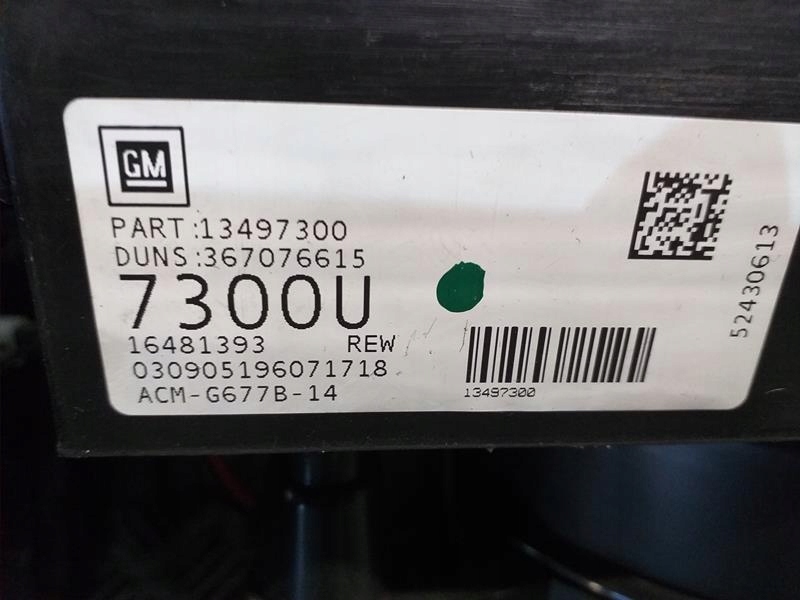 GM
PART:13497300
DUNS:367076615
7300U
16481393 REW
030905196071718
ACM-G677B-14
13497300
52430613